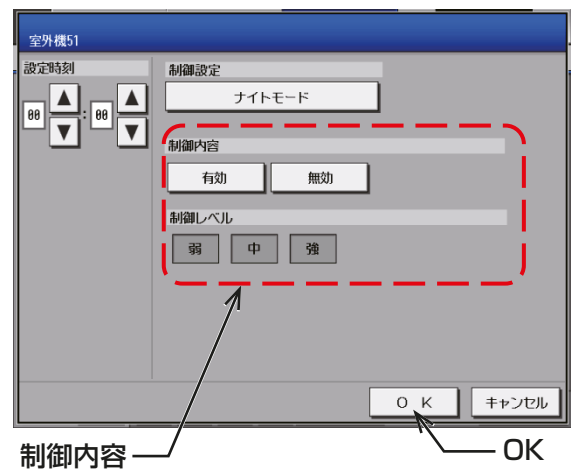 室外機51
設定時刻
00 : 00
▲ ▲
▼ ▼
制御設定
ナイトモード
制御内容
有効 無効
制御レベル
弱 中 強
ＯＫ キャンセル
制御内容
OK